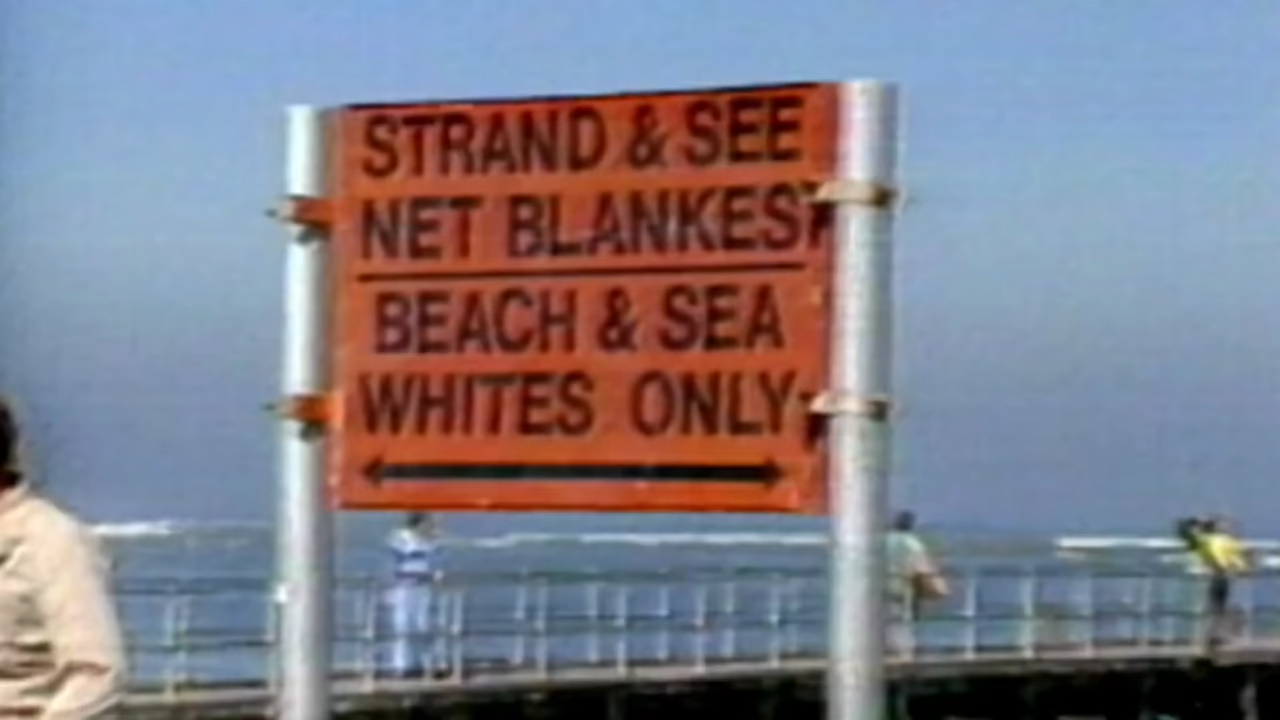 STRAND & SEE
NET BLANKES
BEACH & SEA
WHITES ONLY